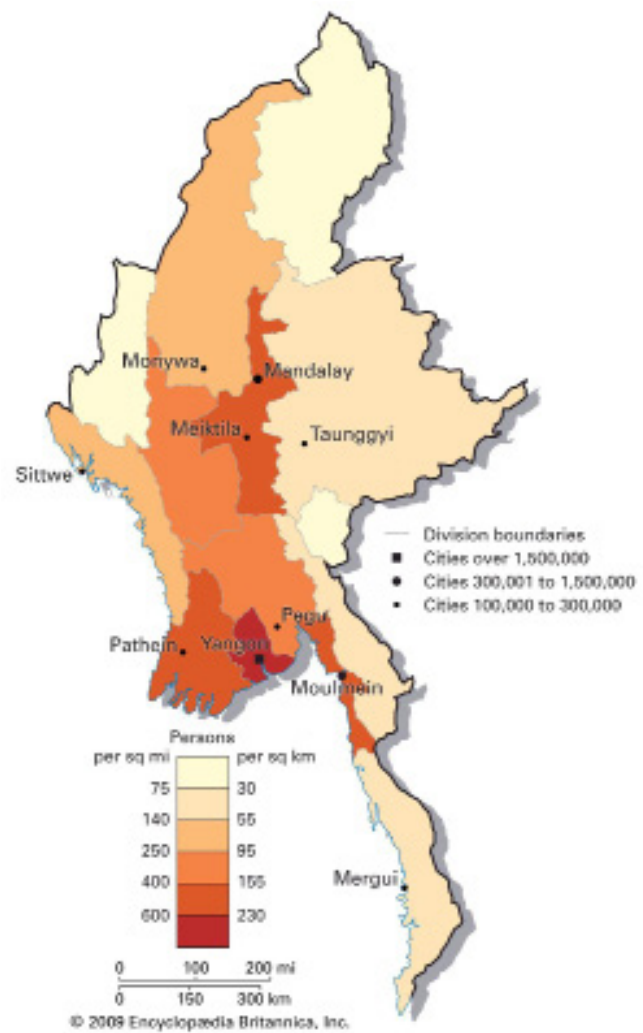 Monywa
Mandalay
Meiktila
Taunggyi
Sittwe
Division boundaries
Cities over 1,500,000
Cities 300,001 to 1,500,000
Cities 100,000 to 300,000
Pegu
Pathein
Yangon
Moulmein
Persons
per sq mi per sq km
75 30
140 55
250 95
400 155
600 230
Mergui
0 100 200 mi
0 150 300 km
© 2009 Encyclopædia Britannica, Inc.